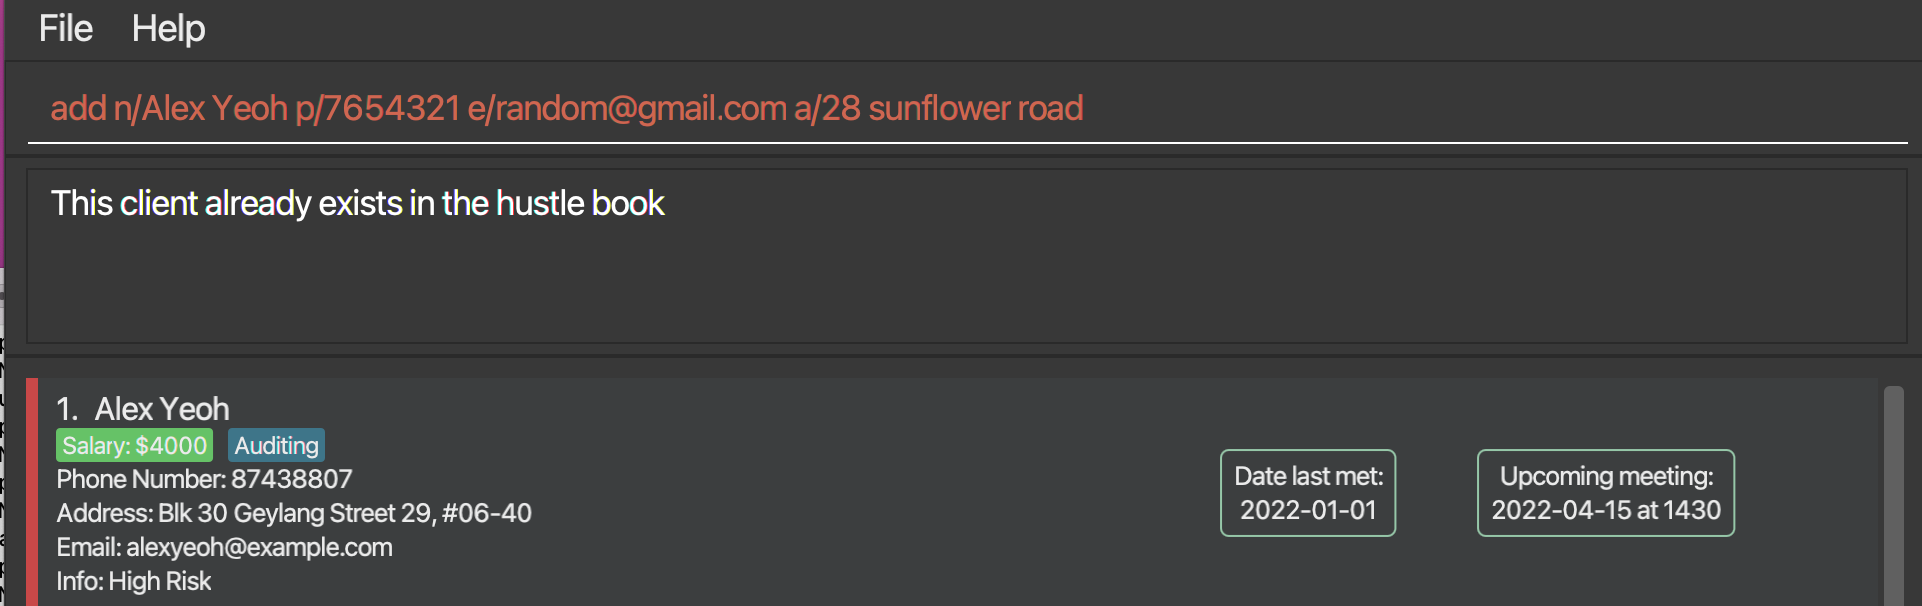 File Help
add n/Alex Yeoh p/7654321 e/random@gmail.com a/28 sunflower road
This client already exists in the hustle book
1. Alex Yeoh
Salary: $4000 Auditing
Phone Number: 87438807
Address: Blk 30 Geylang Street 29, #06-40
Email: alexyeoh@example.com
Info: High Risk
Date last met:
2022-01-01
Upcoming meeting:
2022-04-15 at 1430